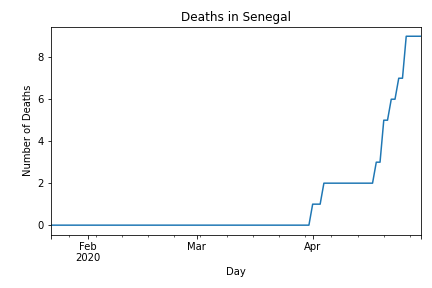 Deaths in Senegal
Number of Deaths
8
6
4
2
0
Feb
2020
Mar
Apr
Day